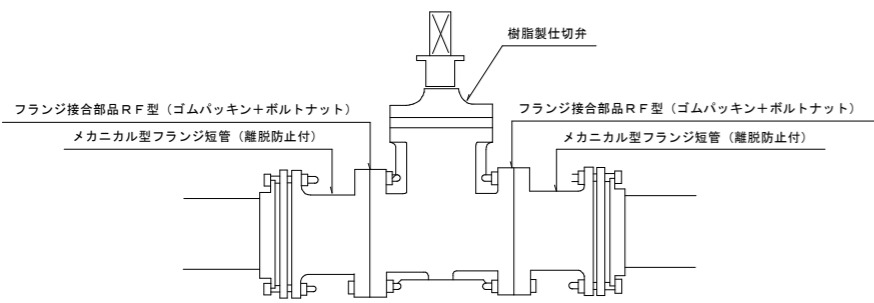 樹脂製仕切弁
フランジ接合部品RF型（ゴムパッキン＋ボルトナット）
フランジ接合部品RF型（ゴムパッキン＋ボルトナット）
メカニカル型フランジ短管（離脱防止付）
メカニカル型フランジ短管（離脱防止付）